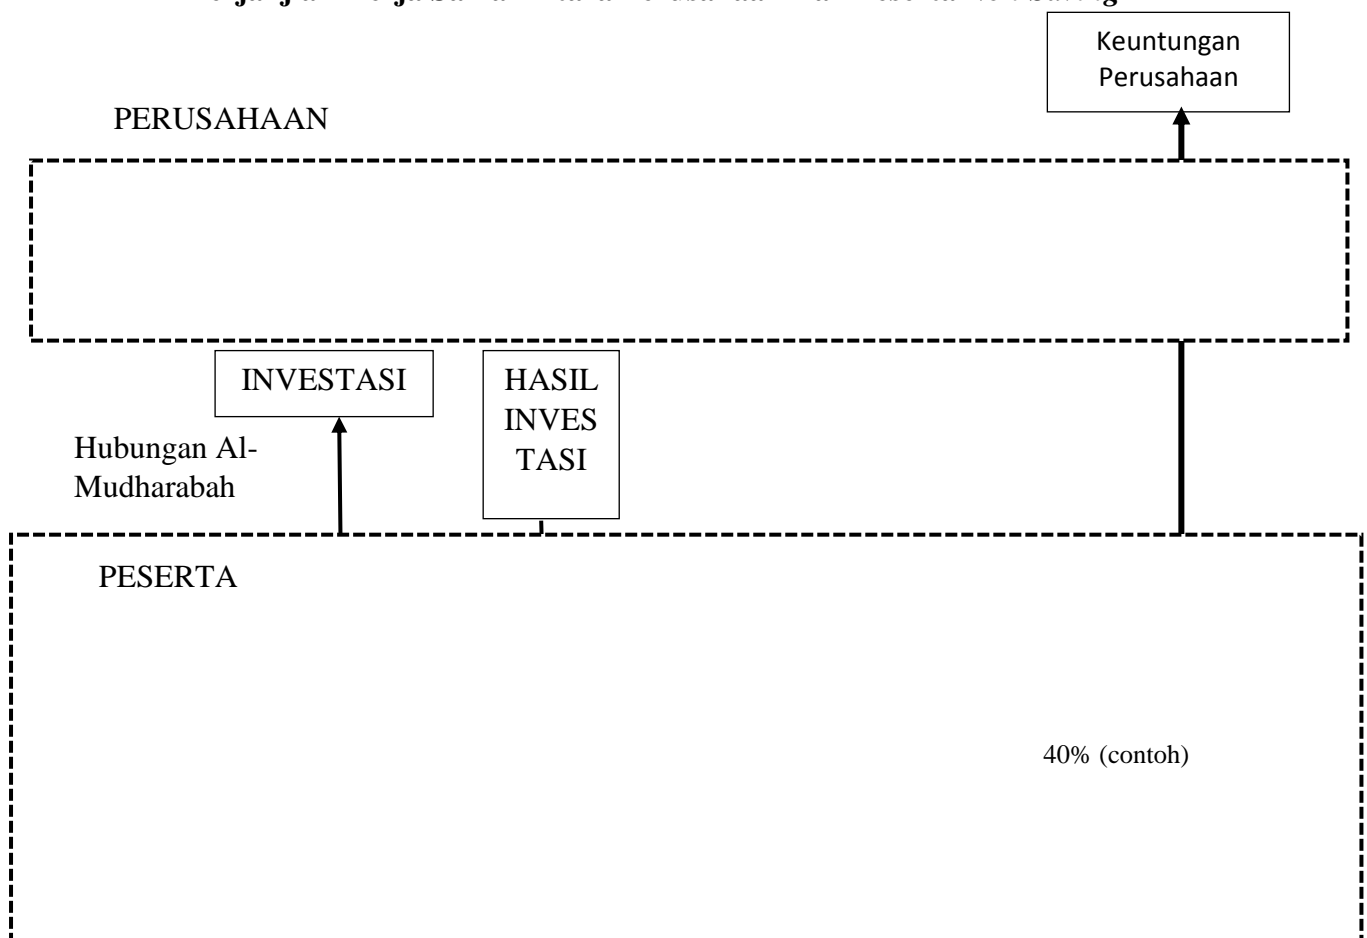 Keuntungan
Perusahaan
PERUSAHAAN
INVESTASI
HASIL
INVES
TASI
Hubungan Al-
Mudharabah
PESERTA
40% (contoh)